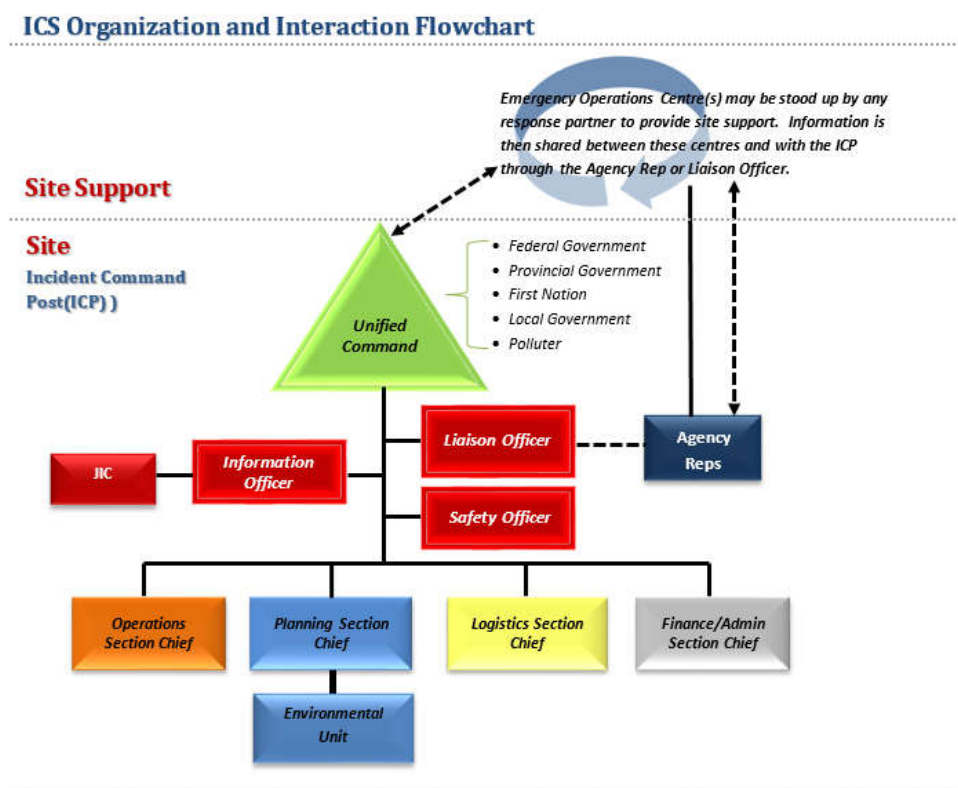 ICS Organization and Interaction Flowchart
Emergency Operations Centre(s) may be stood up by any
response partner to provide site support. Information is
then shared between these centres and with the ICP
through the Agency Rep or Liaison Officer.
Site Support
Site
Incident Command
Post(ICP) )
• Federal Government
• Provincial Government
• First Nation
• Local Government
• Polluter
Unified
Command
Liaison Officer
Agency
Reps
JIC
Information
Officer
Safety Officer
Operations
Section Chief
Planning Section
Chief
Logistics Section
Chief
Finance/Admin
Section Chief
Environmental
Unit